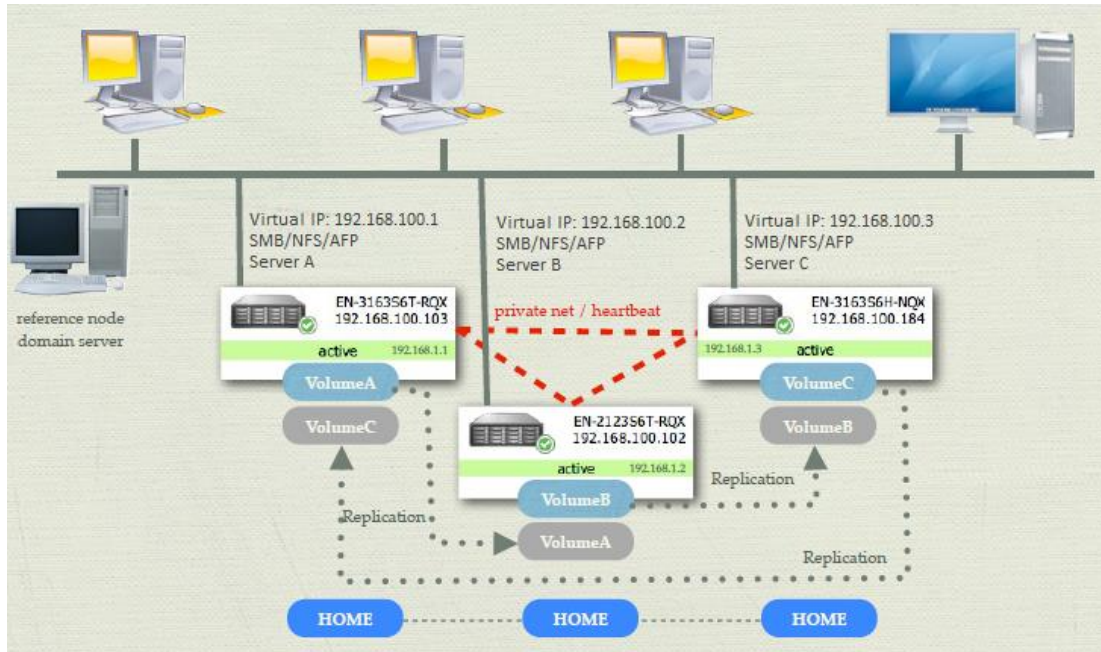 Virtual IP: 192.168.100.1
SMB/NFS/AFP
Server A
Virtual IP: 192.168.100.2
SMB/NFS/AFP
Server B
Virtual IP: 192.168.100.3
SMB/NFS/AFP
Server C
reference node
domain server
EN-3163S6T-RQX
192.168.100.103
active 192.168.1.1
VolumeA
VolumeC
private net / heartbeat
EN-3163S6H-NQX
192.168.100.184
192.168.1.3 active
VolumeC
VolumeB
EN-2123S6T-RQX
192.168.100.102
active 192.168.1.2
VolumeB
VolumeA
Replication
Replication
Replication
HOME
HOME
HOME